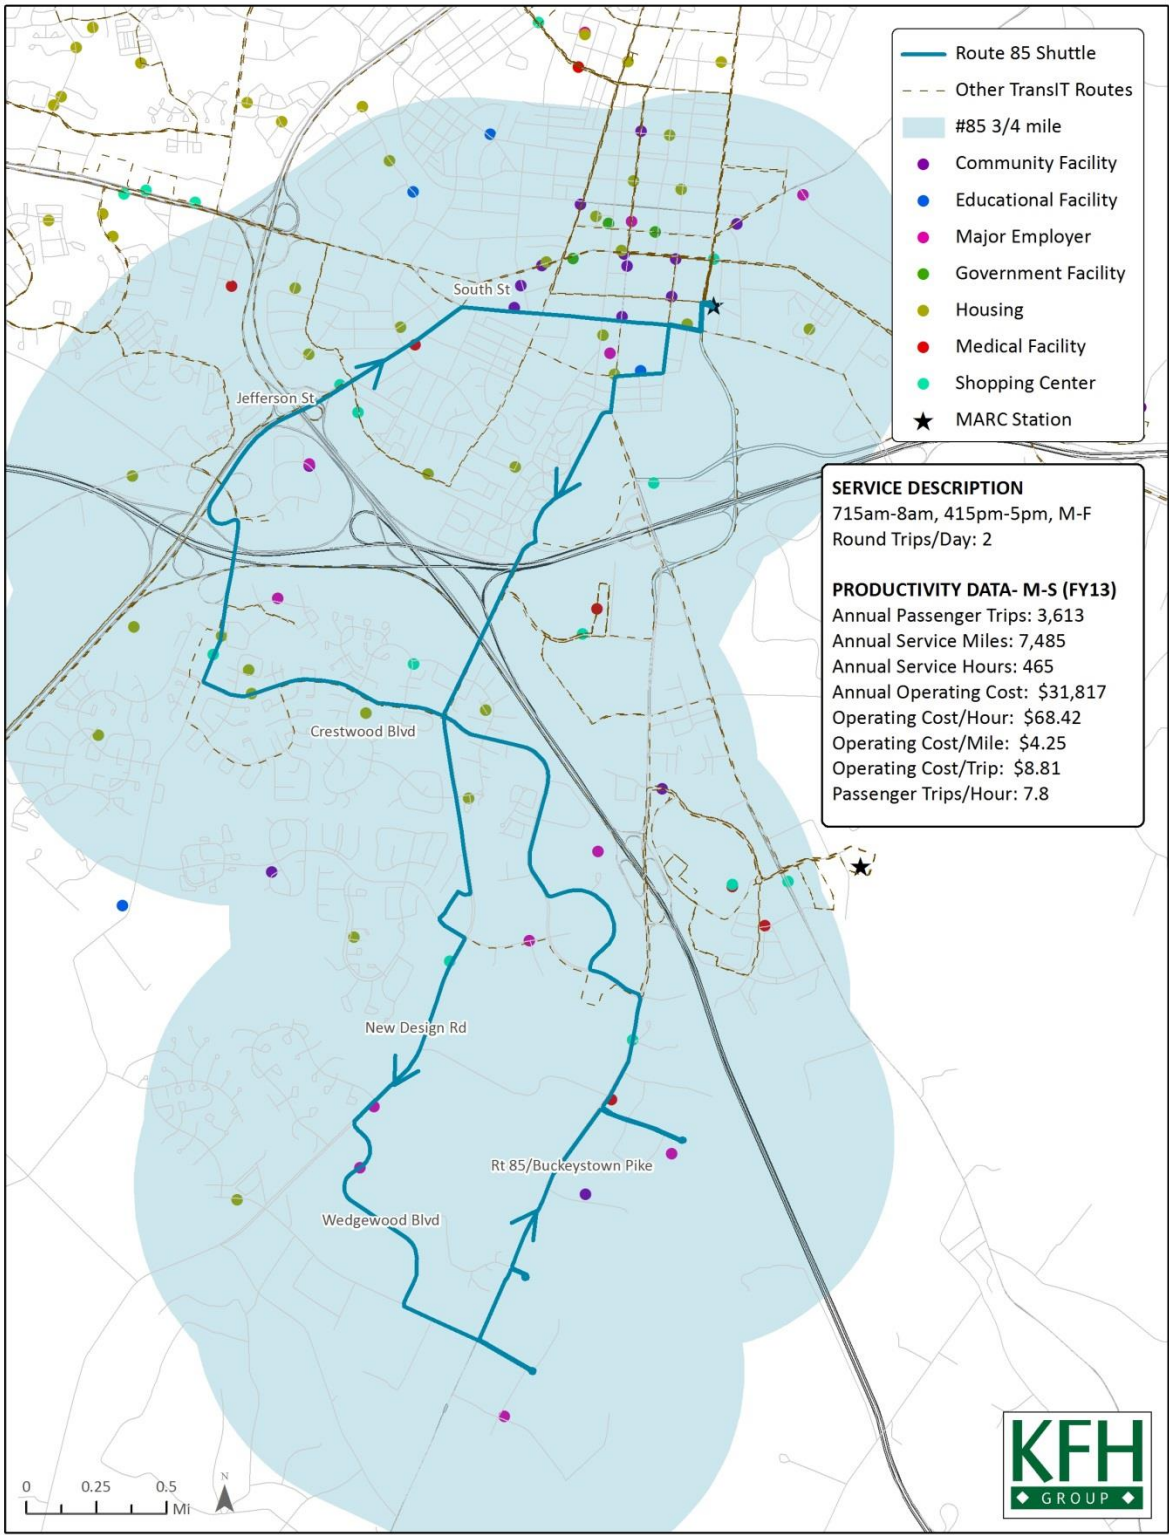 Route 85 Shuttle
Other TransIT Routes
#85 3/4 mile
Community Facility
Educational Facility
Major Employer
Government Facility
Housing
Medical Facility
Shopping Center
MARC Station
South St
Jefferson St
SERVICE DESCRIPTION
715am-8am, 415pm-5pm, M-F
Round Trips/Day: 2
PRODUCTIVITY DATA- M-S (FY13)
Annual Passenger Trips: 3,613
Annual Service Miles: 7,485
Annual Service Hours: 465
Annual Operating Cost: $31,817
Operating Cost/Hour: $68.42
Operating Cost/Mile: $4.25
Operating Cost/Trip: $8.81
Passenger Trips/Hour: 7.8
Crestwood Blvd
New Design Rd
Rt 85/Buckeystown Pike
Wedgewood Blvd
0 0.25 0.5
Mi
N
KFH
GROUP